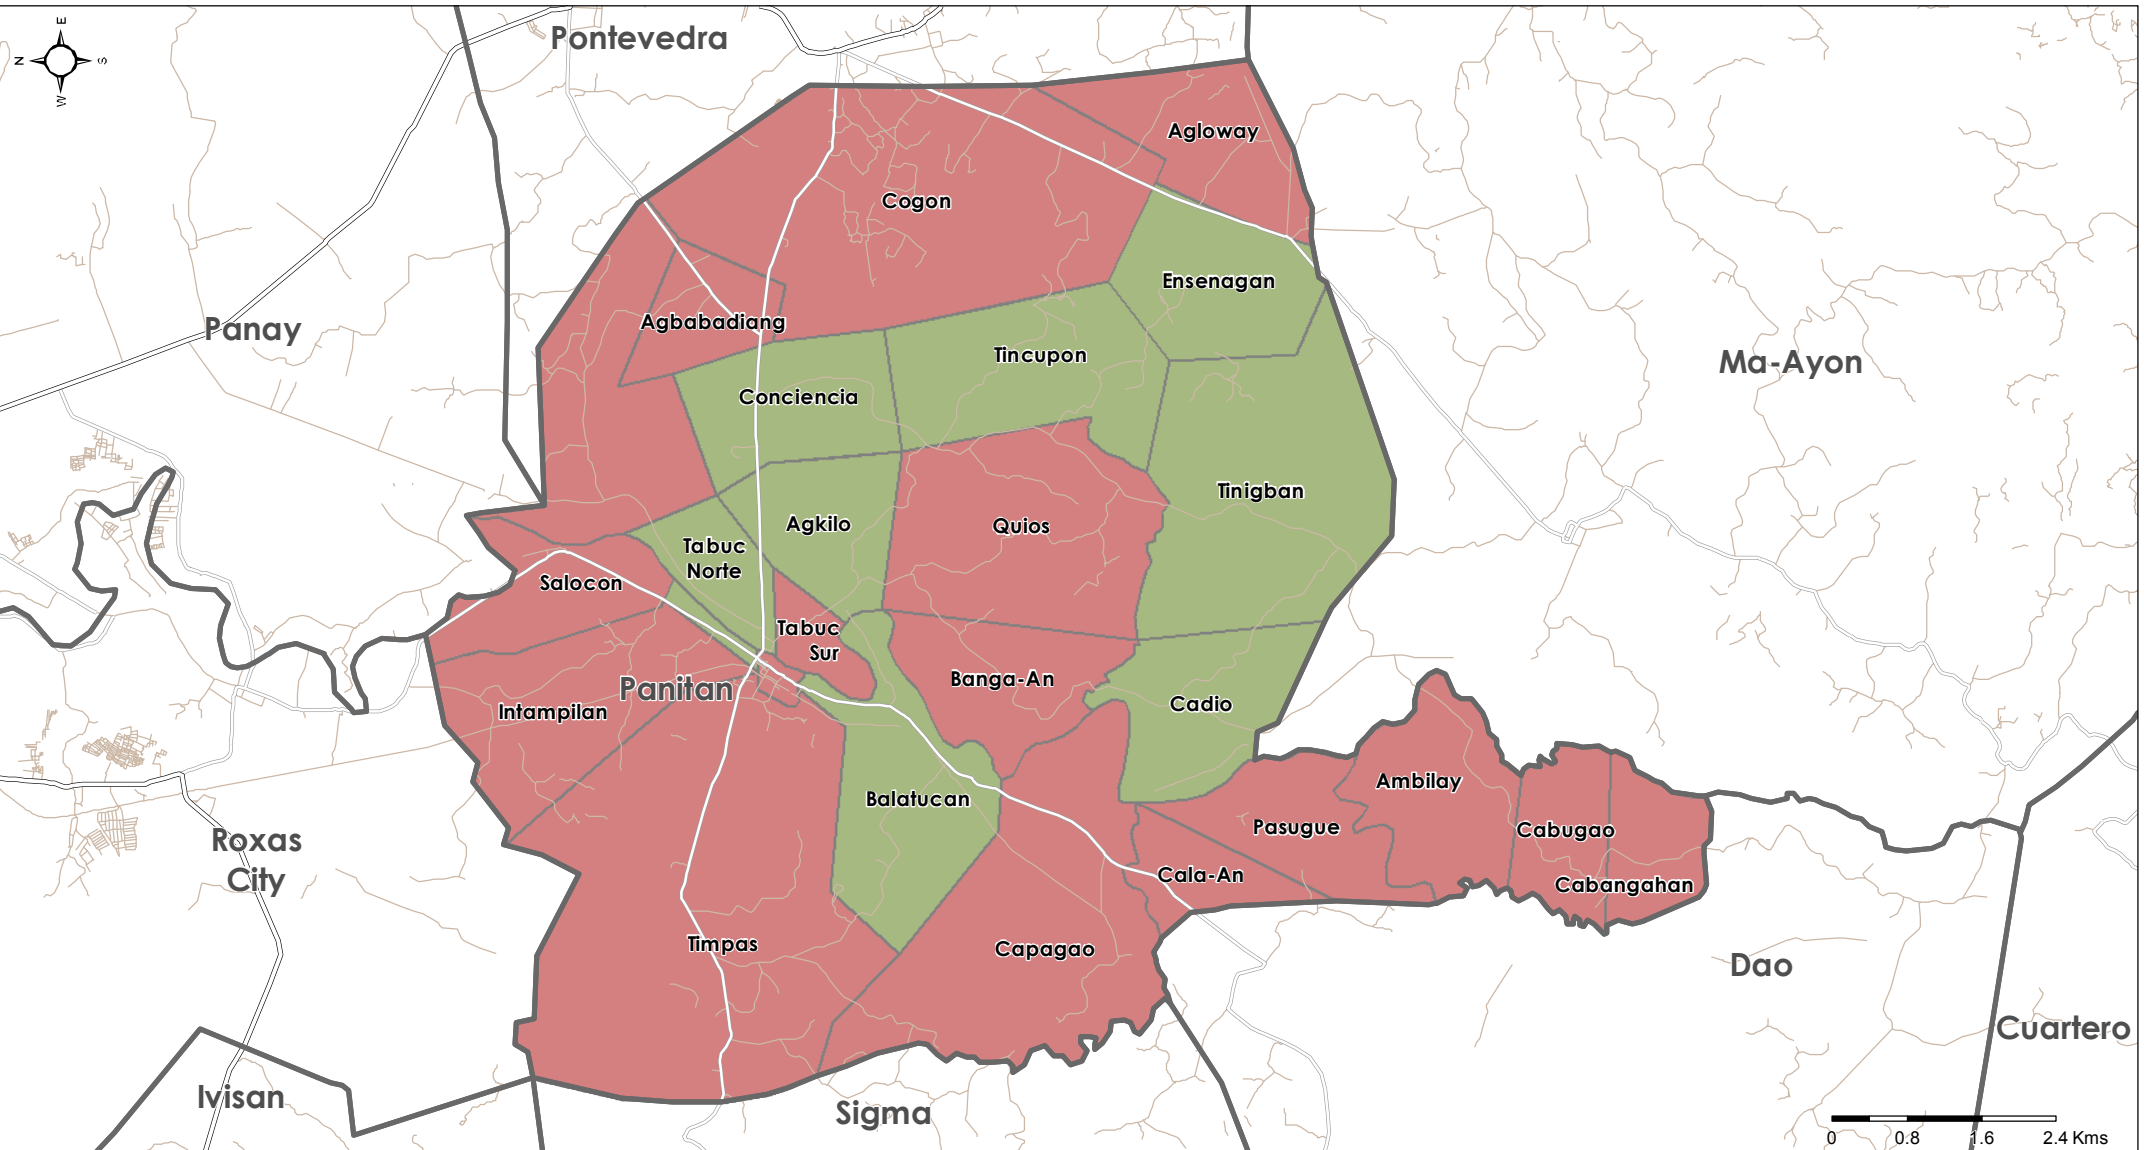 E
N
S
W
Pontevedra
Agloway
Cogon
Ensenagan
Agbabadiang
Panay
Tincupon
Ma-Ayon
Conciencia
Tinigban
Agkilo
Quios
Tabuc
Norte
Salocon
Tabuc
Sur
Banga-An
Panitan
Cadio
Intampilan
Ambilay
Balatucan
Pasugue
Cabugao
Roxas
City
Cala-An
Cabangahan
Timpas
Capagao
Dao
Cuartero
Ivisan
Sigma
0 0.8 1.6 2.4 Kms